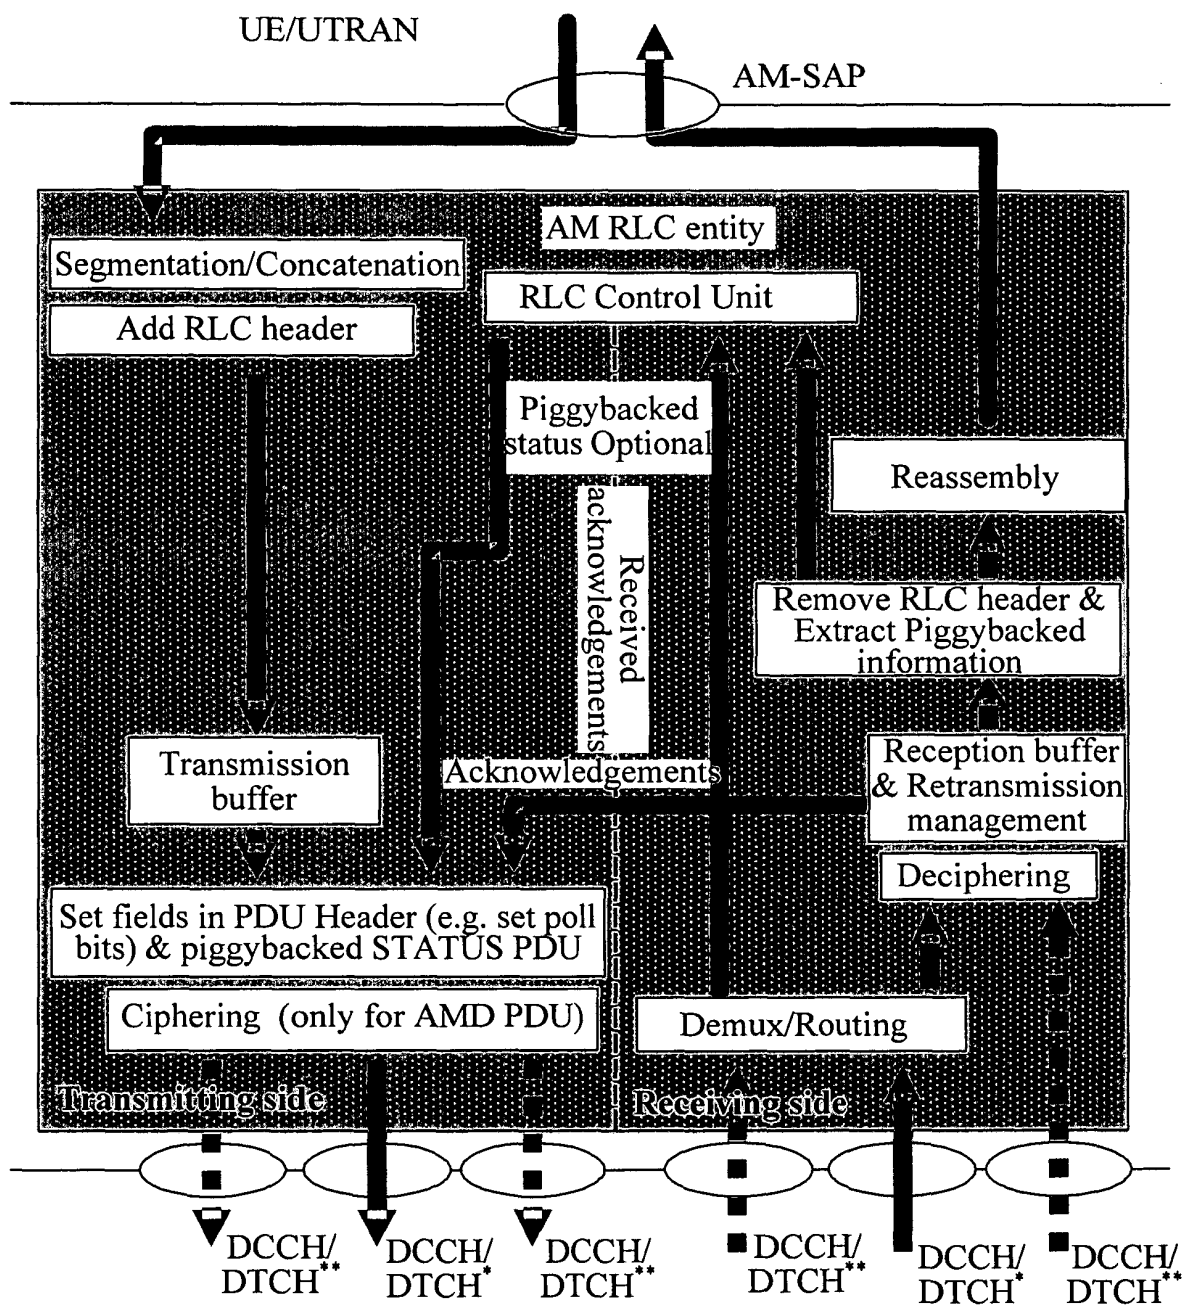 UE/UTRAN
AM-SAP
AM RLC entity
Segmentation/Concatenation
RLC Control Unit
Add RLC header
Piggybacked
status Optional
Reassembly
Received
acknowledgements
Remove RLC header &
Extract Piggybacked
information
Transmission
buffer
Acknowledgements
Reception buffer
& Retransmission
management
Deciphering
Set fields in PDU Header (e.g. set poll
bits) & piggybacked STATUS PDU
Ciphering (only for AMD PDU)
Demux/Routing
Transmitting side
Receiving side
DCCH/
DTCH**
DCCH/
DTCH*
DCCH/
DTCH**
DCCH/
DTCH**
DCCH/
DTCH*
DCCH/
DTCH**